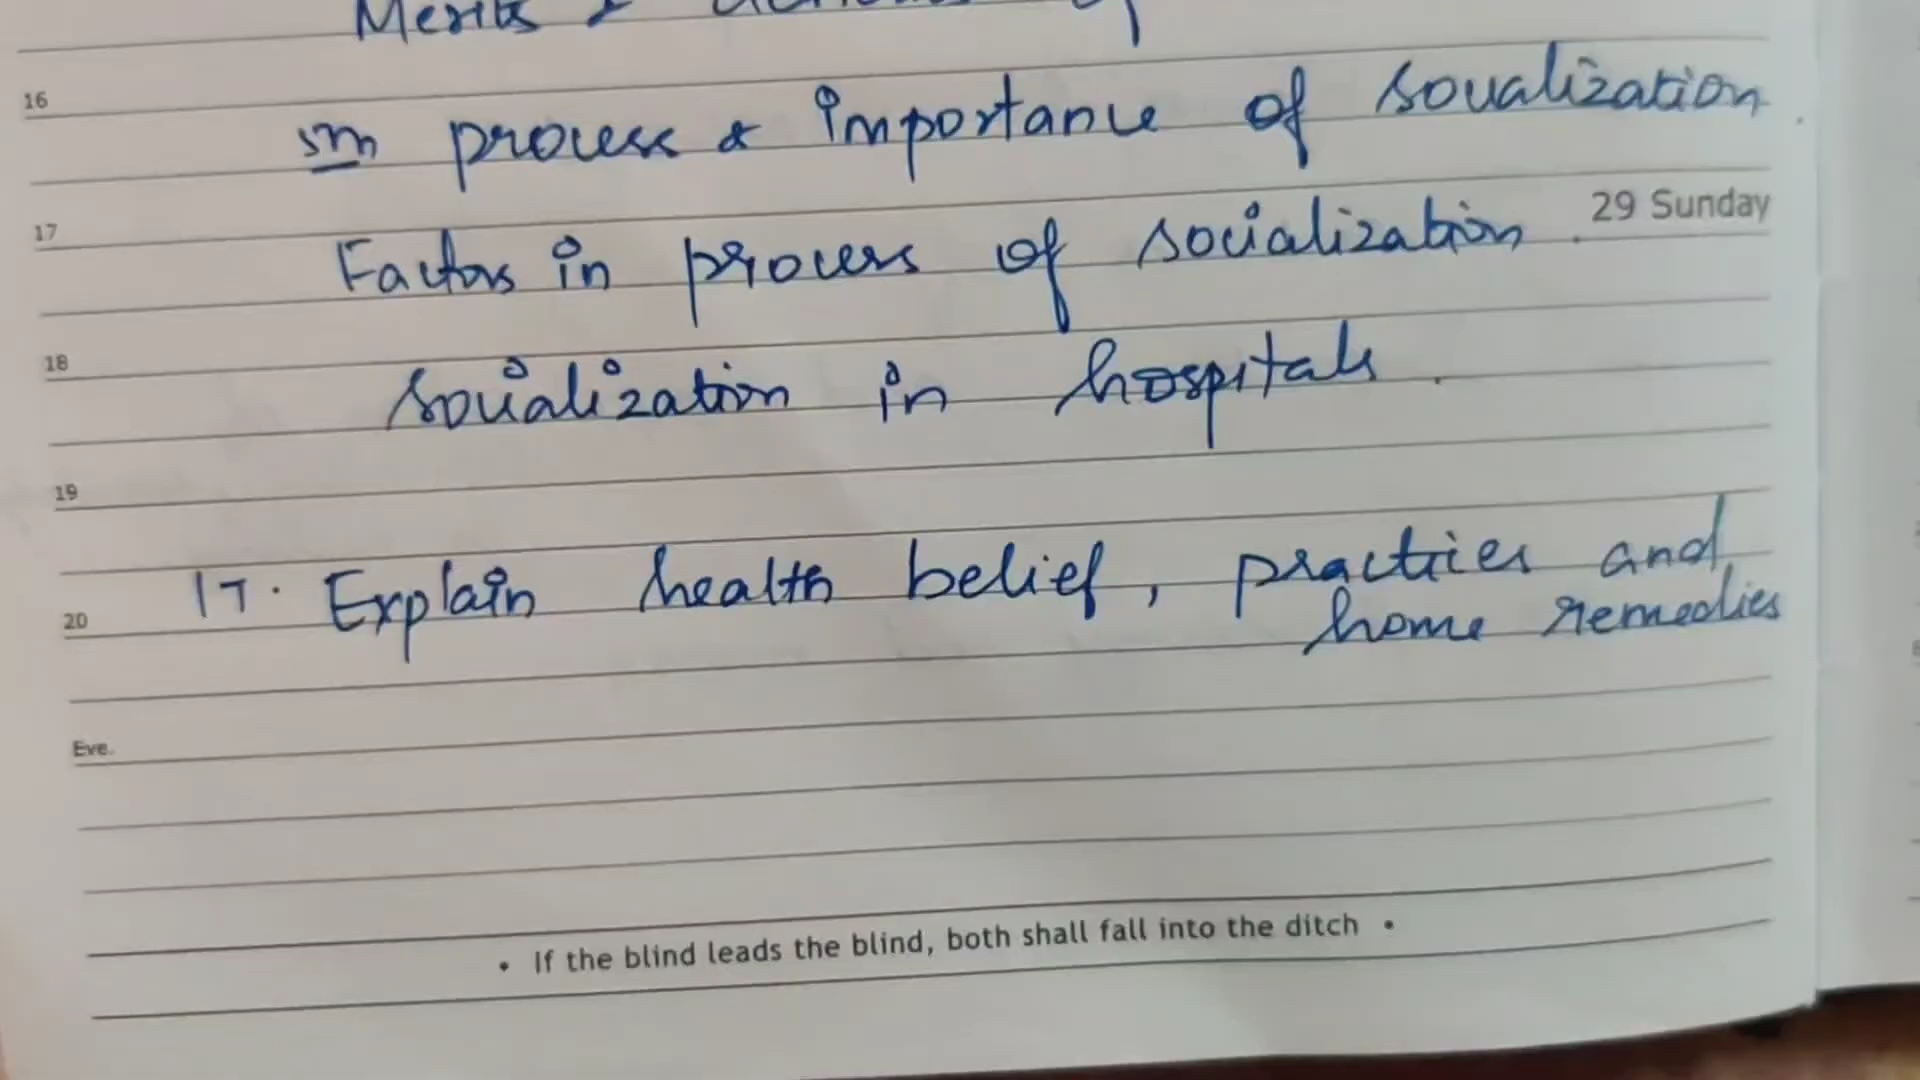 Merits &
16
sm process & importance of socialization
29 Sunday
17
Factors in process of socialization.
18
socialization in hospitals.
19
17. Explain health belief, practices and
20
home remedies
Eve.
• If the blind leads the blind, both shall fall into the ditch •